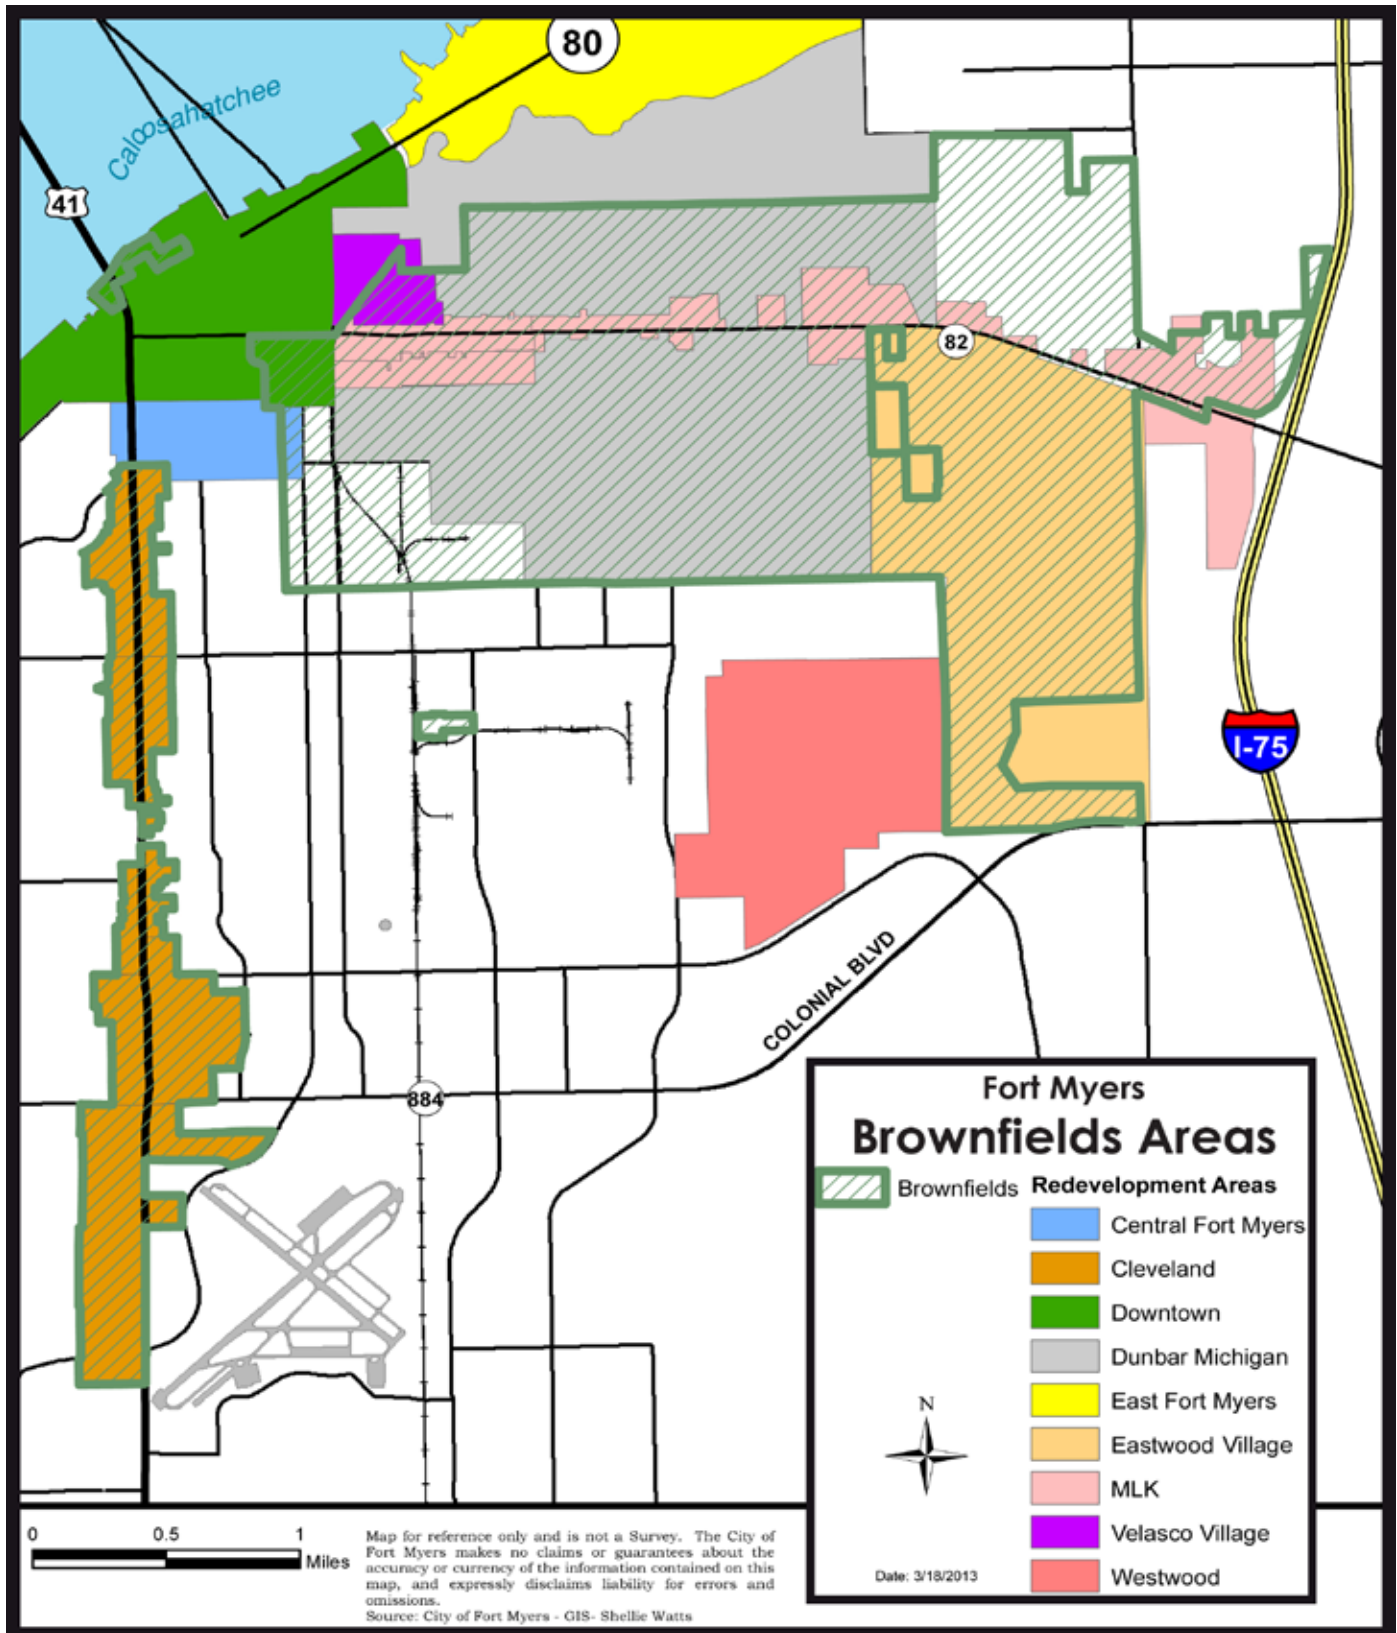 80
Caloosahatchee
41
82
I-75
COLONIAL BLVD
884
Fort Myers
Brownfields Areas
Brownfields
Redevelopment Areas
Central Fort Myers
Cleveland
Downtown
Dunbar Michigan
East Fort Myers
Eastwood Village
MLK
Velasco Village
Westwood
N
Date: 3/18/2013
0 0.5 1
Miles
Map for reference only and is not a Survey. The City of
Fort Myers makes no claims or guarantees about the
accuracy or currency of the information contained on this
map, and expressly disclaims liability for errors and
omissions.
Source: City of Fort Myers - GIS- Shellie Watts